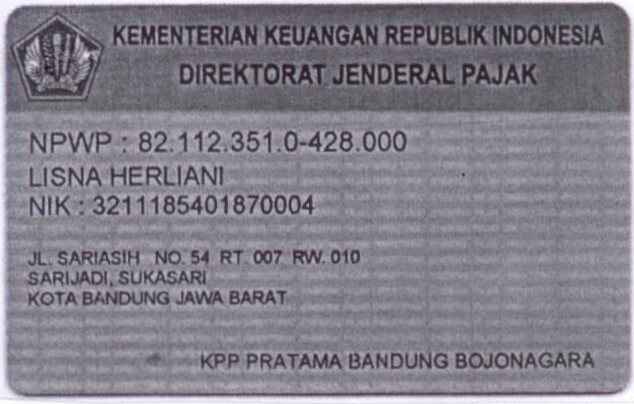 KEMENTERIAN KEUANGAN REPUBLIK INDONESIA
DIREKTORAT JENDERAL PAJAK
NPWP : 82.112.351.0-428.000
LISNA HERLIANI
NIK : 3211185401870004
JL. SARIASIH NO. 54 RT. 007 RW. 010
SARIJADI, SUKASARI
KOTA BANDUNG JAWA BARAT
KPP PRATAMA BANDUNG BOJONAGARA